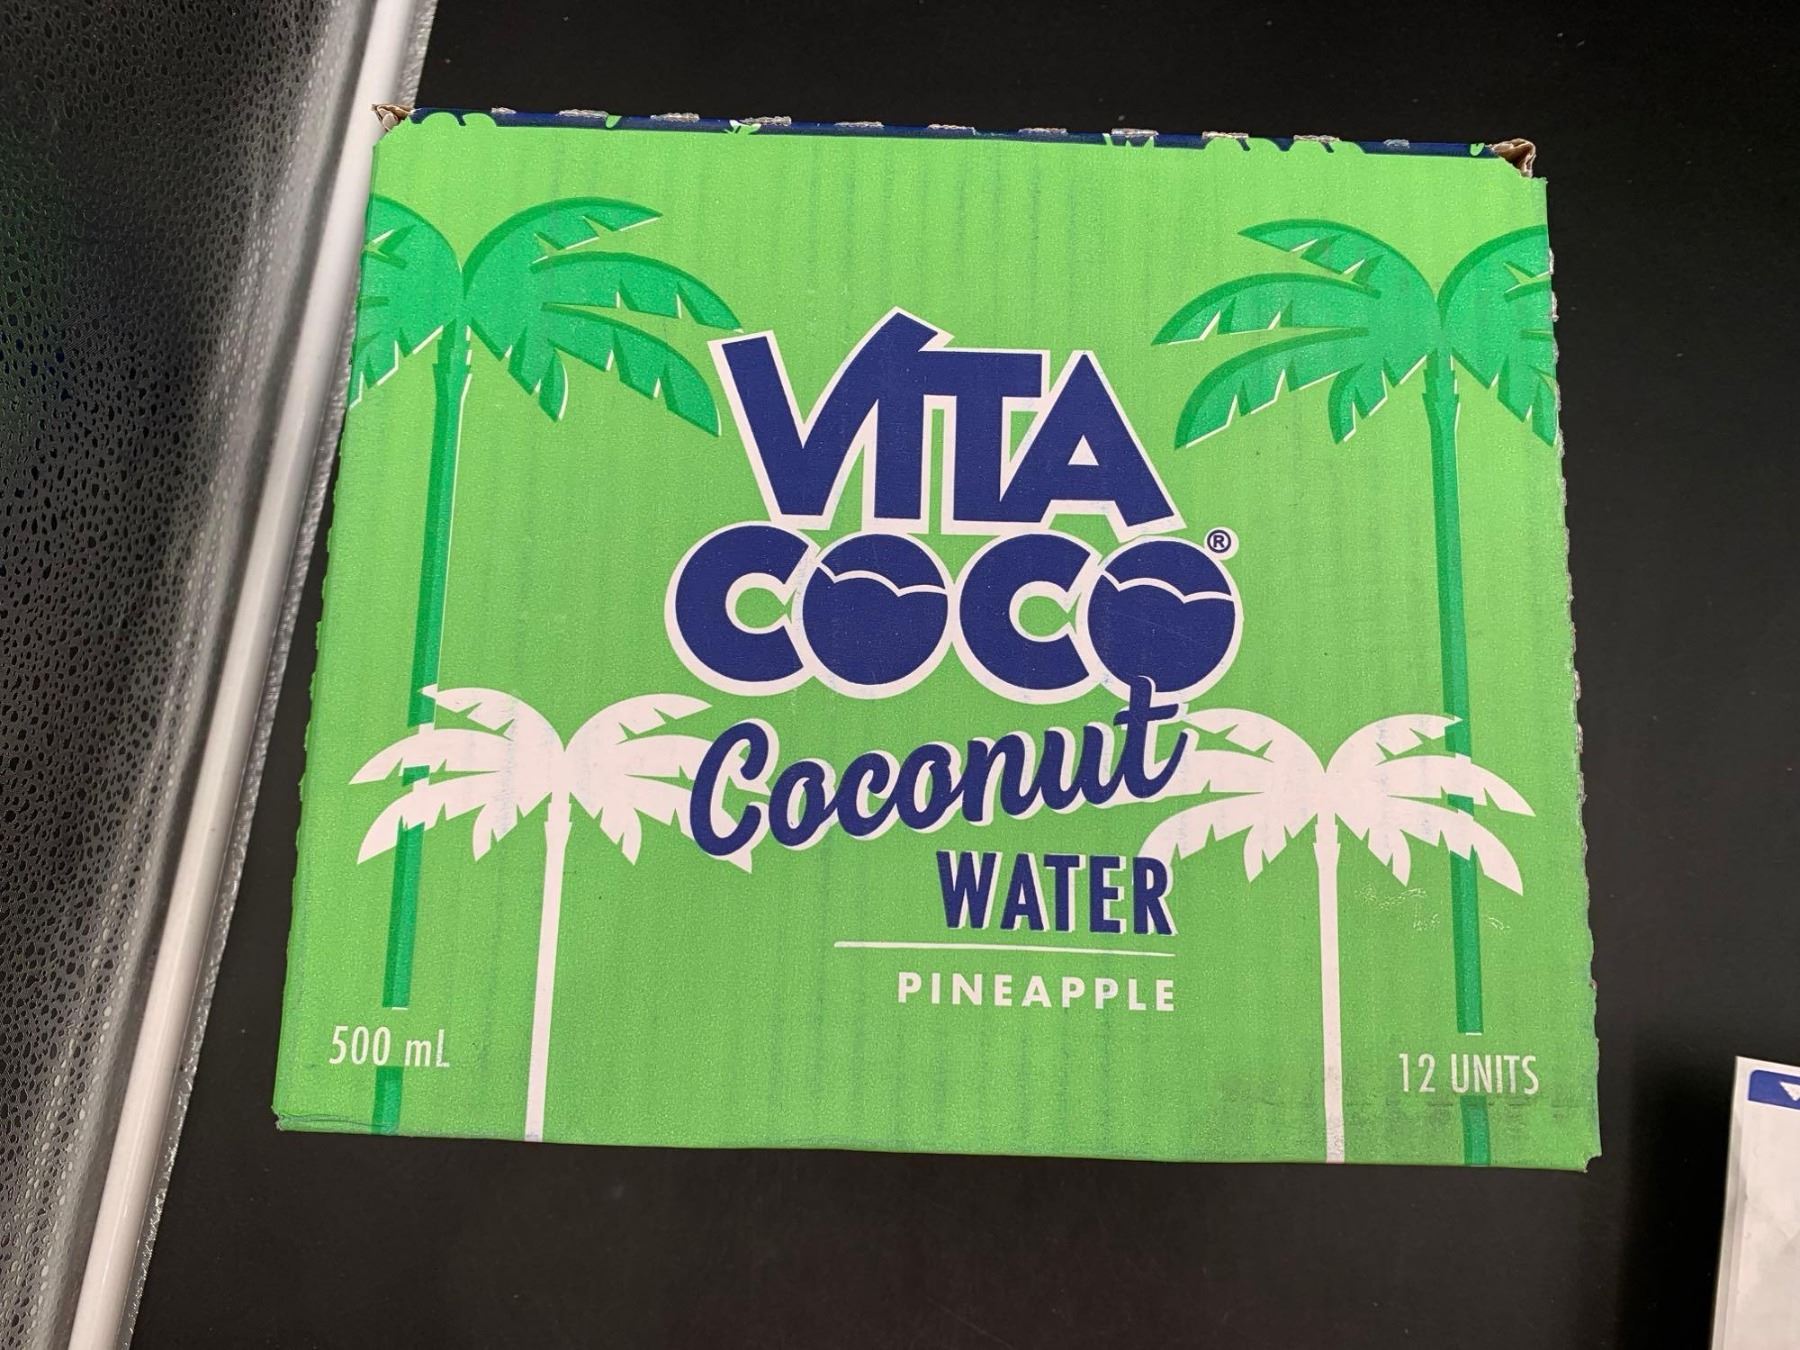 VITA
COCO®
Coconut
WATER
PINEAPPLE
500 mL
12 UNITS